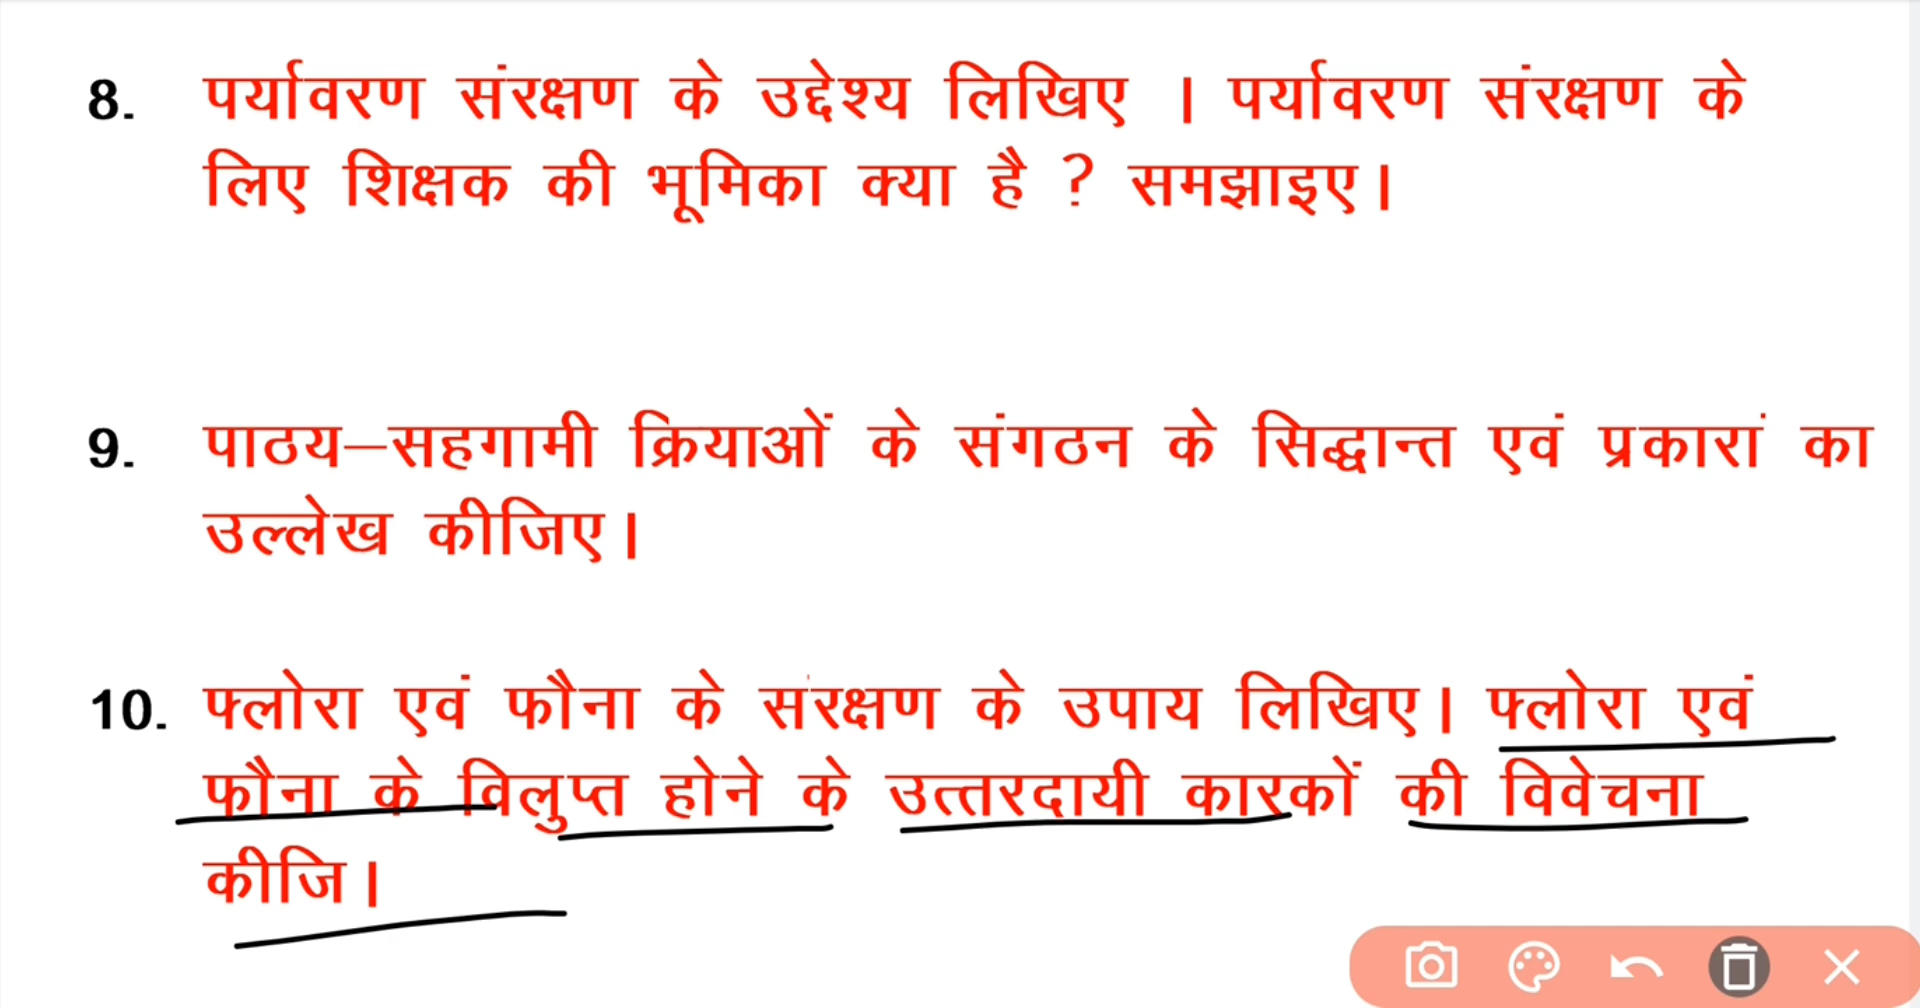 8. पर्यावरण संरक्षण के उद्देश्य लिखिए । पर्यावरण संरक्षण के
लिए शिक्षक की भूमिका क्या है ? समझाइए।
9. पाठय–सहगामी क्रियाओं के संगठन के सिद्धान्त एवं प्रकारां का
उल्लेख कीजिए।
10. फ्लोरा एवं फौना के संरक्षण के उपाय लिखिए। फ्लोरा एवं
फौना के विलुप्त होने के उत्तरदायी कारकों की विवेचना
कीजि।